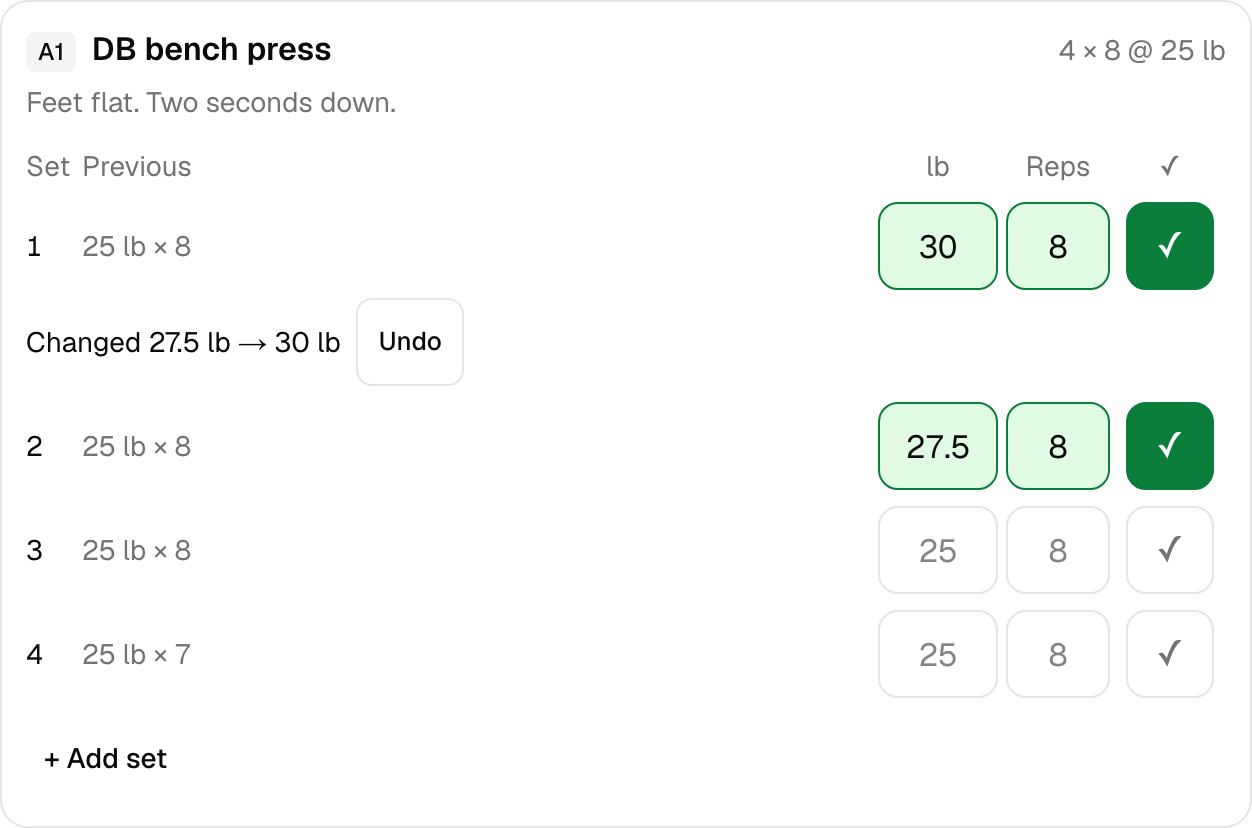 A1 DB bench press 4 × 8 @ 25 lb
Feet flat. Two seconds down.
Set Previous lb Reps ✓
1 25 lb × 8 30 8 ✓
Changed 27.5 lb → 30 lb Undo
2 25 lb × 8 27.5 8 ✓
3 25 lb × 8 25 8 ✓
4 25 lb × 7 25 8 ✓
+ Add set